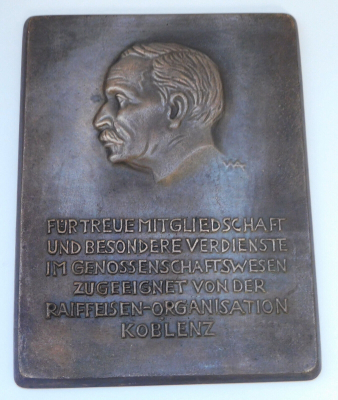 FÜR TREUE MITGLIEDSCHAFT
UND BESONDERE VERDIENSTE
IM GENOSSENSCHAFTSWESEN
ZUGEEIGNET VON DER
RAIFFEISEN-ORGANISATION
KOBLENZ